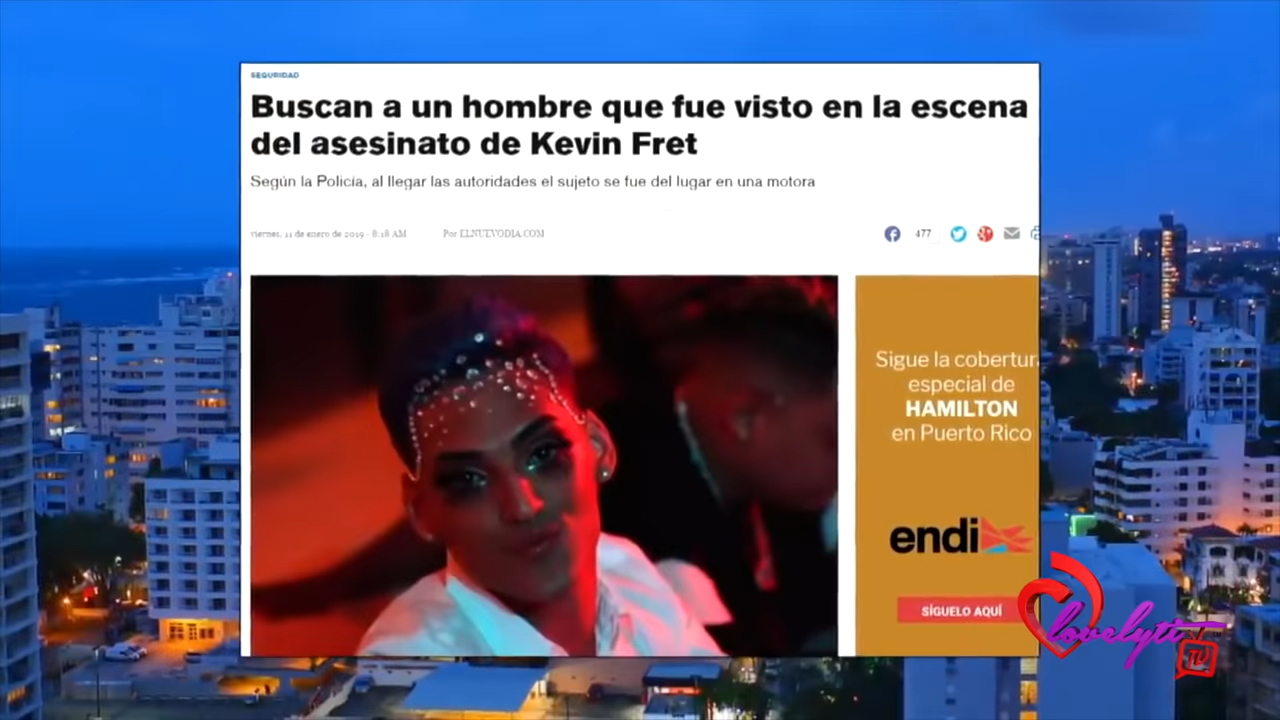 SEGURIDAD
Buscan a un hombre que fue visto en la escena
del asesinato de Kevin Fret
Según la Policía, al llegar las autoridades el sujeto se fue del lugar en una motora
viernes, 11 de enero de 2019 - 8:18 AM Por ELNUEVODIA.COM
477
Sigue la cobertura
especial de
HAMILTON
en Puerto Rico
endi
SÍGUELO AQUÍ
lovelyti
TV